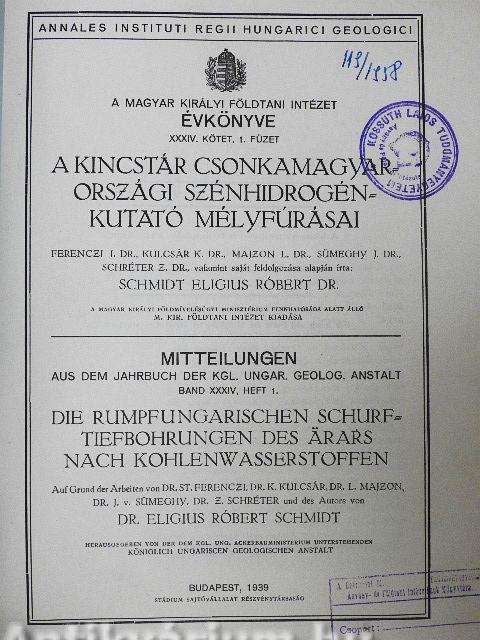 ANNALES INSTITUTI REGII HUNGARICI GEOLOGICI
119/1958
A MAGYAR KIRÁLYI FÖLDTANI INTÉZET
ÉVKÖNYVE
XXXIV. KÖTET, 1. FÜZET
KOSSUTH LAJOS TUDOMÁNYEGYETEM
A KINCSTÁR CSONKAMAGYAR=
ORSZÁGI SZÉNHIDROGÉN=
KUTATÓ MÉLYFÚRÁSAI
FERENCZI I. DR., KULCSÁR K. DR., MAJZON L. DR., SÜMEGHY J. DR.,
SCHRÉTER Z. DR., valamint saját feldolgozása alapján írta:
SCHMIDT ELIGIUS RÓBERT DR.
A MAGYAR KIRÁLYI FÖLDMÍVELÉSÜGYI MINISZTÉRIUM FENNHATÓSÁGA ALATT ÁLLÓ
M. KIR. FÖLDTANI INTÉZET KIADÁSA
MITTEILUNGEN
AUS DEM JAHRBUCH DER KGL. UNGAR. GEOLOG. ANSTALT
BAND XXXIV, HEFT 1.
DIE RUMPFUNGARISCHEN SCHURF=
TIEFBOHRUNGEN DES ÄRARS
NACH KOHLENWASSERSTOFFEN
Auf Grund der Arbeiten von DR. ST. FERENCZI, DR. K. KULCSÁR, DR. L. MAJZON,
DR. J. v. SÜMEGHY, DR. Z. SCHRÉTER und des Autors von
DR. ELIGIUS RÓBERT SCHMIDT
HERAUSGEGEBEN VON DER DEM KGL. UNG. ACKERBAUMINISTERIUM UNTERSTEHENDEN
KÖNIGLICH UNGARISCHEN GEOLOGISCHEN ANSTALT
BUDAPEST, 1939
STÁDIUM SAJTÓVÁLLALAT RÉSZVÉNYTÁRSASÁG
Csoport: